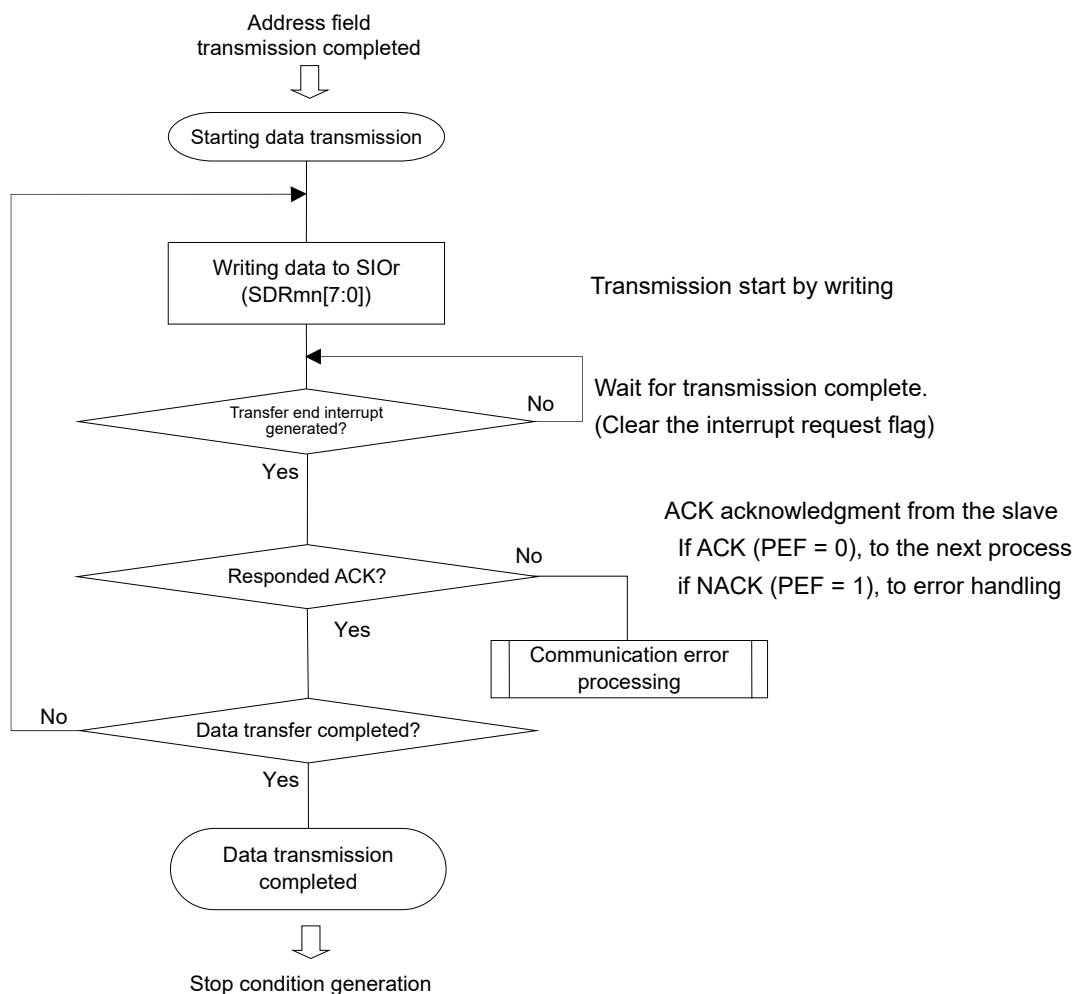 Address field
transmission completed
Starting data transmission
Writing data to SIOr
(SDRmn[7:0])
Transmission start by writing
Transfer end interrupt
generated?
No
Wait for transmission complete.
(Clear the interrupt request flag)
Yes
Responded ACK?
No
ACK acknowledgment from the slave
If ACK (PEF = 0), to the next process
if NACK (PEF = 1), to error handling
Yes
Communication error
processing
Data transfer completed?
No
Yes
Data transmission
completed
Stop condition generation